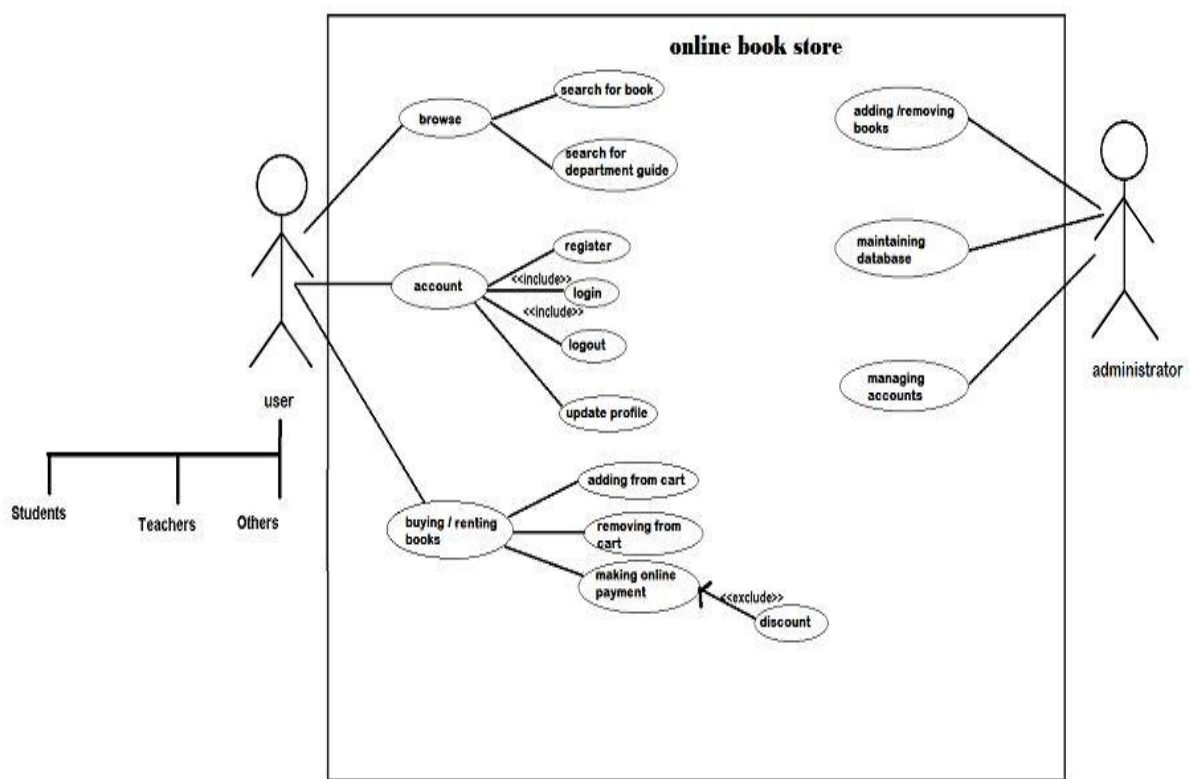 online book store
search for book
browse
search for
department guide
adding /removing
books
register
<<include>>
account
login
<<include>>
logout
maintaining
database
update profile
managing
accounts
administrator
user
Students
Teachers
Others
adding from cart
buying / renting
books
removing from
cart
making online
payment
<<exclude>>
discount